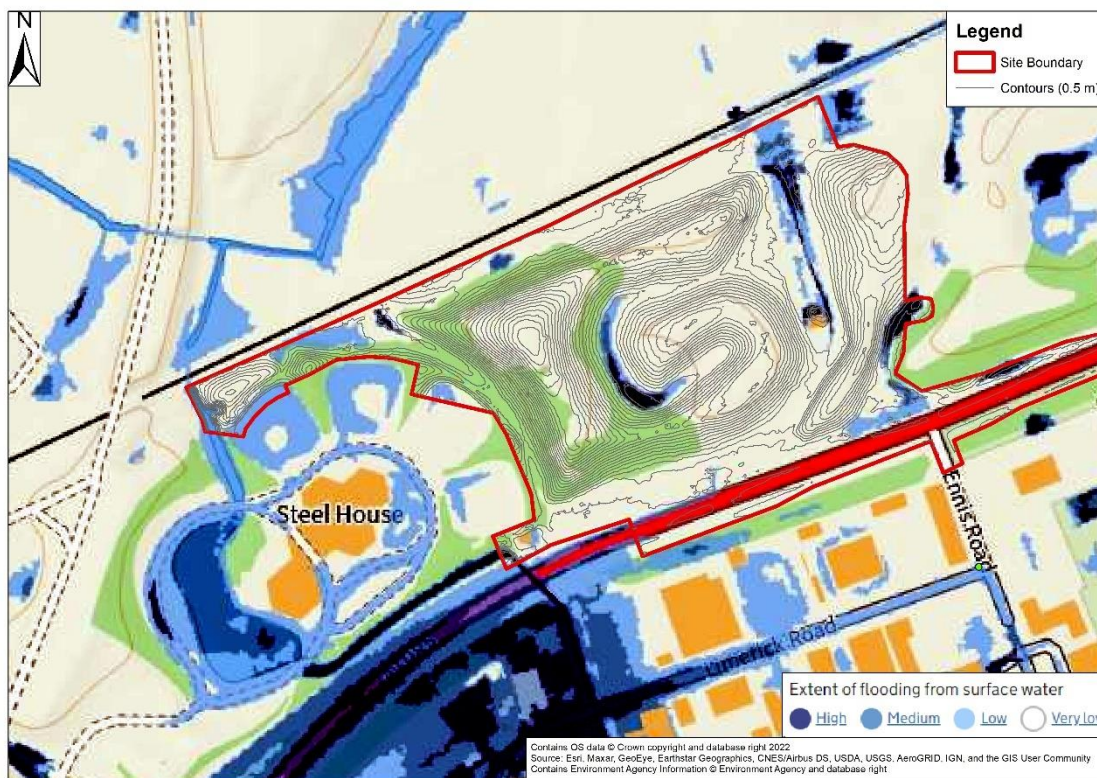 N
Legend
Site Boundary
Contours (0.5 m)
Steel House
Ennis Road
Limerick Road
Extent of flooding from surface water
High Medium Low Very low
Contains OS data © Crown copyright and database right 2022
Source: Esri, Maxar, GeoEye, Earthstar Geographics, CNES/Airbus DS, USDA, USGS, AeroGRID, IGN, and the GIS User Community
Contains Environment Agency Information © Environment Agency and database right